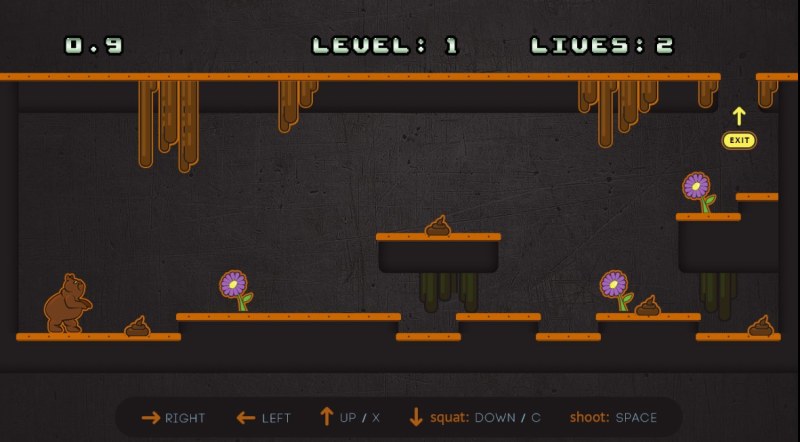 0.9 LEVEL: 1 LIVES: 2
EXIT
RIGHT LEFT UP / X squat: DOWN / C shoot: SPACE